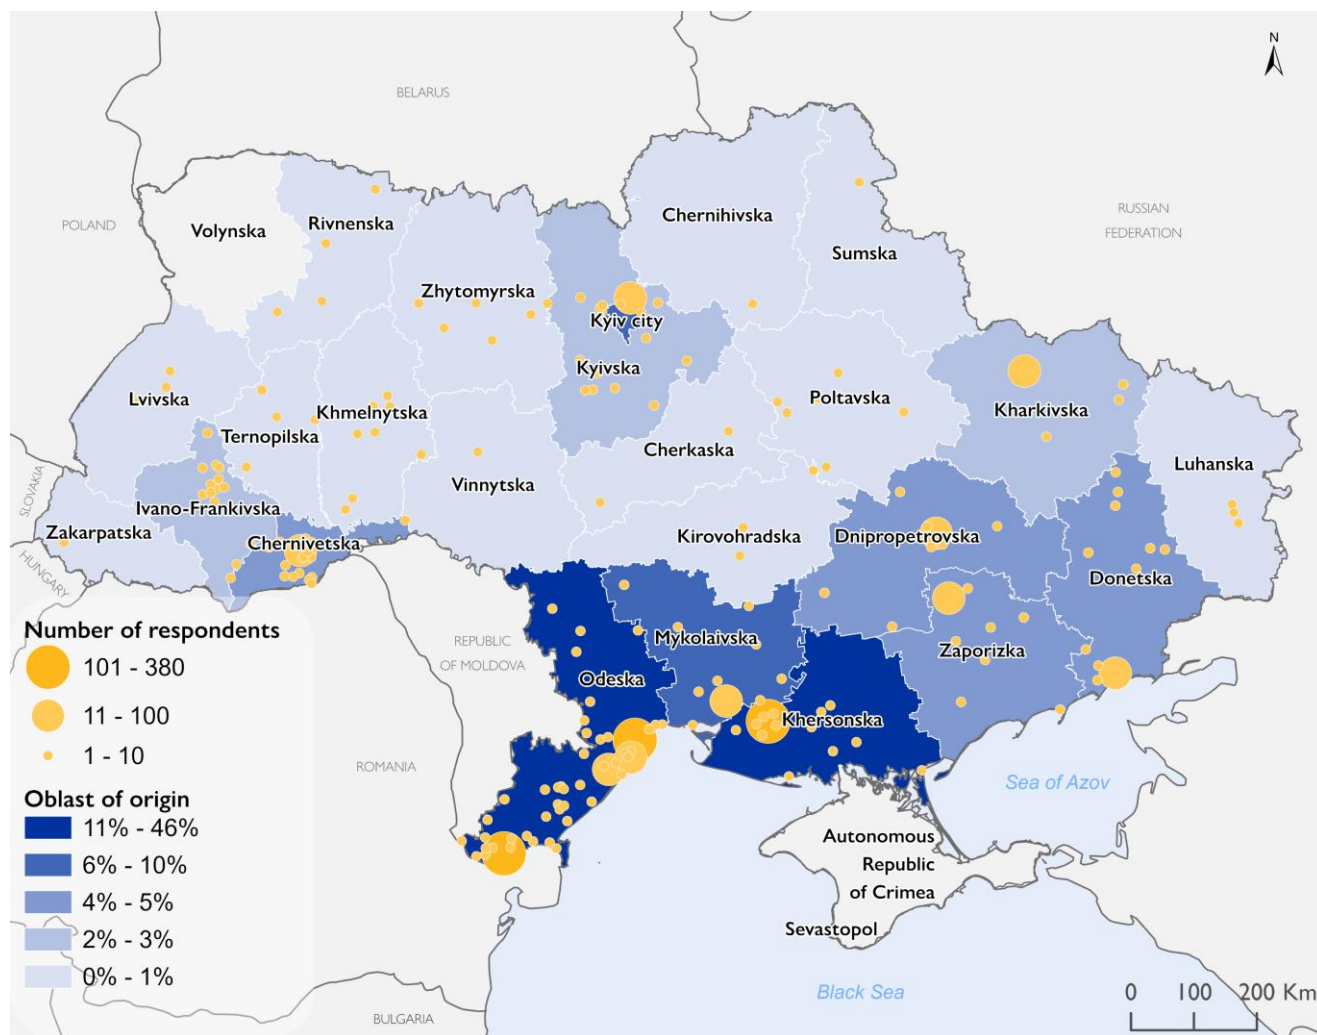 N
BELARUS
RUSSIAN
FEDERATION
POLAND
Volynska
Rivnenska
Chernihivska
Sumska
Zhytomyrska
Kyiv city
Kyivska
Lvivska
Ternopilska
Khmelnytska
Poltavska
Kharkivska
Cherkaska
Luhanska
Vinnytska
SLOVAKIA
Ivano-Frankivska
Zakarpatska
Chernivetska
Kirovohradska
Dnipropetrovska
Donetska
HUNGARY
REPUBLIC
OF MOLDOVA
Mykolaivska
Zaporizka
Odeska
Khersonska
ROMANIA
Sea of Azov
Autonomous
Republic
of Crimea
Sevastopol
Black Sea
BULGARIA
Number of respondents
101 - 380
11 - 100
1 - 10
Oblast of origin
11% - 46%
6% - 10%
4% - 5%
2% - 3%
0% - 1%
0 100 200 Km